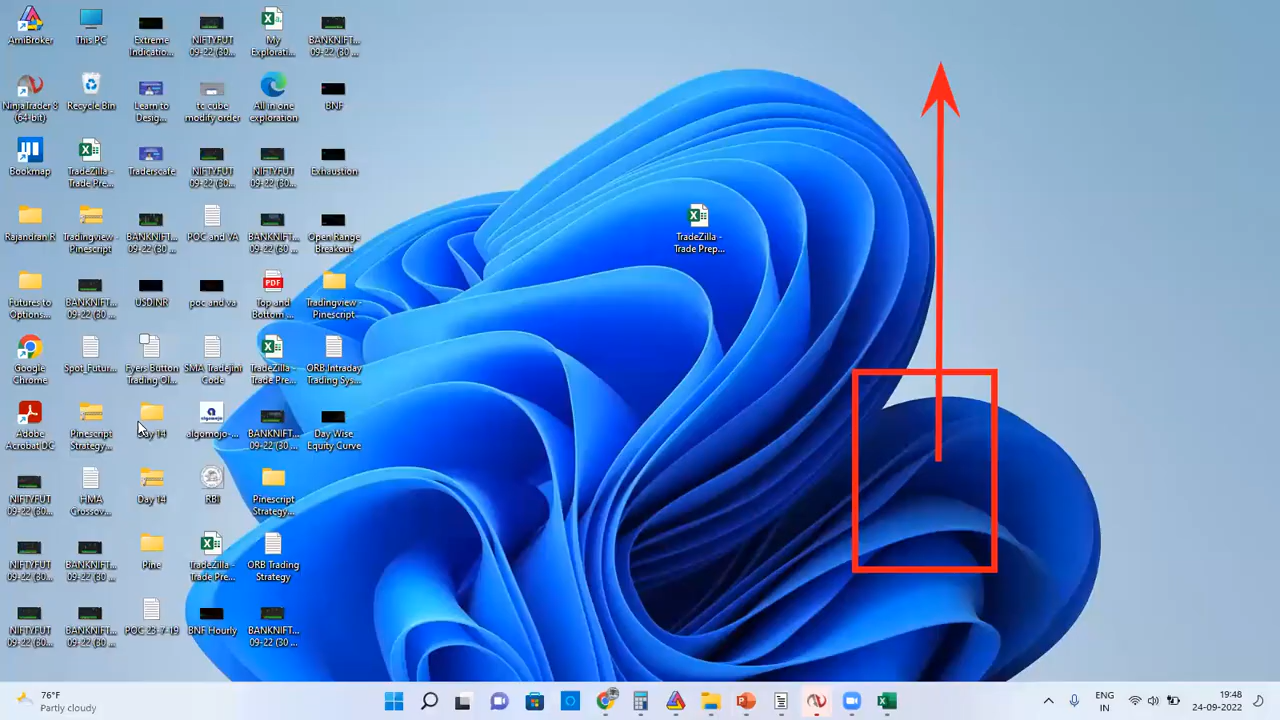 AmiBroker
This PC
Extreme
Indicatio...
NIFTYFUT
09-22 (30...
My
Explorati...
BANKNIFT...
09-22 (30 ...
NinjaTrader 8
(64-bit)
Recycle Bin
Learn to
Design...
to cube
modify order
All in one
exploration
BNF
Bookmap
TradeZilla -
Trade Pre...
Traderscafe
NIFTYFUT
09-22 (30...
NIFTYFUT
09-22 (30...
Exhaustion
Rajandran R
Tradingview -
Pinescript
BANKNIFT...
09-22 (30 ...
POC and VA
BANKNIFT...
09-22 (30 ...
Open Range
Breakout
TradeZilla -
Trade Prep...
Futures to
Options...
BANKNIFT...
09-22 (30 ...
USDINR
poc and va
PDF
Top and
Bottom ...
Tradingview -
Pinescript
Google
Chrome
Spot_Futur...
Fyers Button
Trading Ol...
SMA Tradejini
Code
TradeZilla -
Trade Pre...
ORB Intraday
Trading Sys...
Adobe
Acrobat DC
Pinescript
Strategy...
Day 14
algomojo-...
BANKNIFT...
09-22 (30 ...
Day Wise
Equity Curve
NIFTYFUT
09-22 (30...
HMA
Crossov...
Day 14
RBI
Pinescript
Strategy...
NIFTYFUT
09-22 (30...
BANKNIFT...
09-22 (30 ...
Pine
TradeZilla -
Trade Pre...
ORB Trading
Strategy
NIFTYFUT
09-22 (30...
BANKNIFT...
09-22 (30 ...
POC 23-7-19
BNF Hourly
BANKNIFT...
09-22 (30 ...
76°F
Partly cloudy
ENG
IN
19:48
24-09-2022